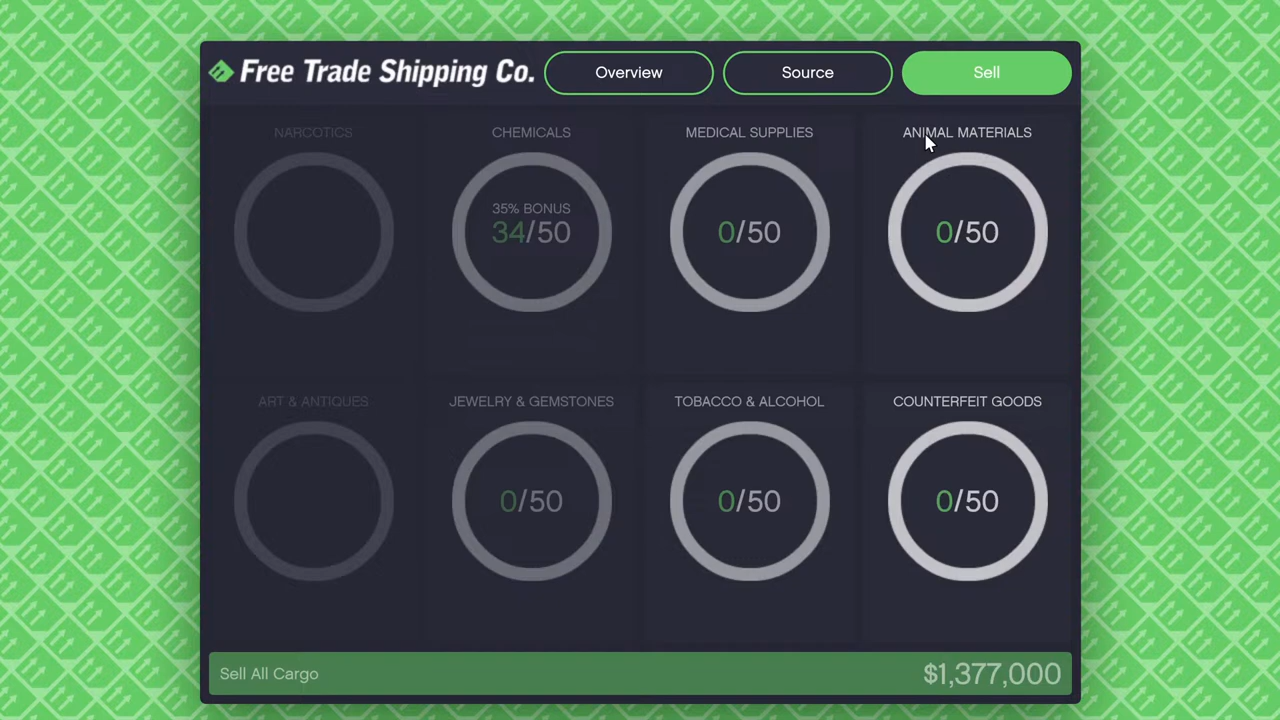 Free Trade Shipping Co.
Overview
Source
Sell
NARCOTICS
CHEMICALS
MEDICAL SUPPLIES
ANIMAL MATERIALS
35% BONUS
34/50
0/50
0/50
ART & ANTIQUES
JEWELRY & GEMSTONES
TOBACCO & ALCOHOL
COUNTERFEIT GOODS
0/50
0/50
0/50
Sell All Cargo
$1,377,000